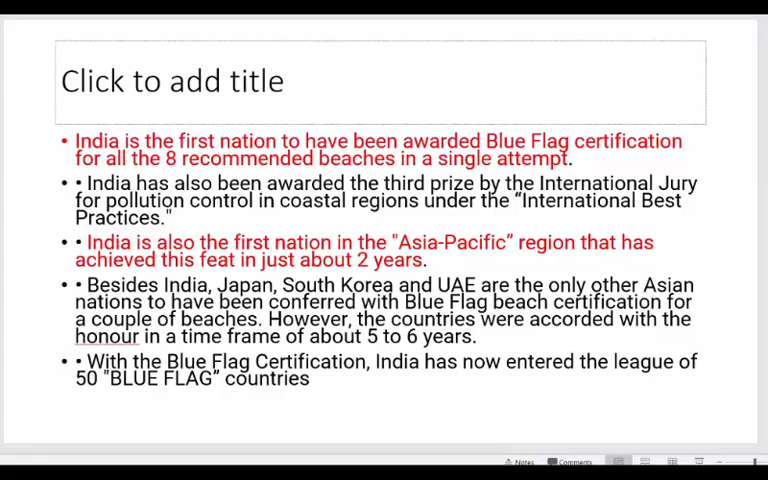 Click to add title
• India is the first nation to have been awarded Blue Flag certification
for all the 8 recommended beaches in a single attempt.
• • India has also been awarded the third prize by the International Jury
for pollution control in coastal regions under the “International Best
Practices."
• • India is also the first nation in the "Asia-Pacific” region that has
achieved this feat in just about 2 years.
• • Besides India, Japan, South Korea and UAE are the only other Asian
nations to have been conferred with Blue Flag beach certification for
a couple of beaches. However, the countries were accorded with the
honour in a time frame of about 5 to 6 years.
• • With the Blue Flag Certification, India has now entered the league of
50 "BLUE FLAG” countries
Notes
Comments